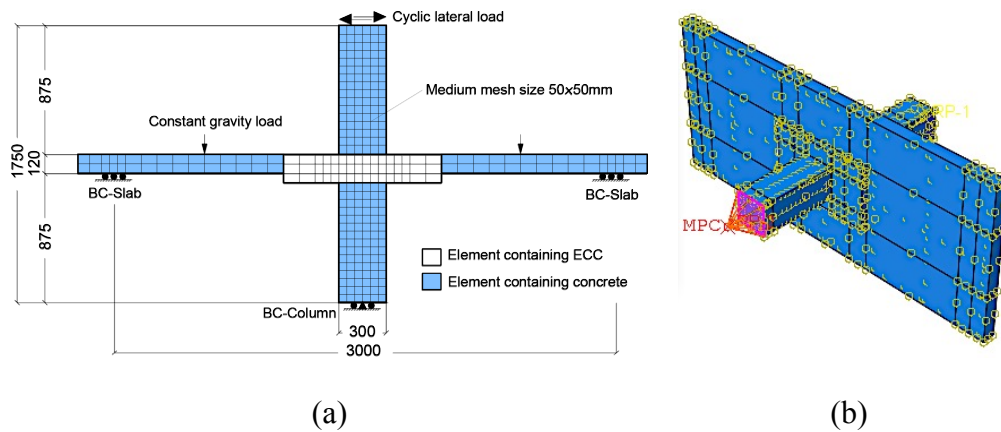 Cyclic lateral load
875
Medium mesh size 50x50mm
Constant gravity load
1750
120
BC-Slab
BC-Slab
875
Element containing ECC
Element containing concrete
BC-Column
300
3000
(a)
Y
RP-1
MPC
(b)